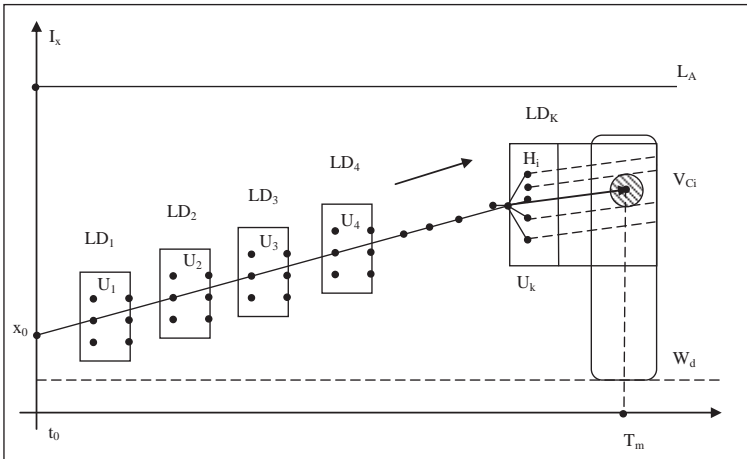 I_x
L_A
LD_K
LD_4
H_i
LD_3
V_Ci
LD_2
U_4
LD_1
U_3
U_2
U_1
U_k
x_0
W_d
t_0
T_m